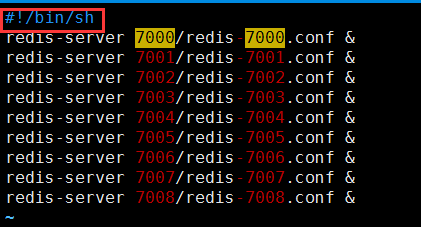 #!/bin/sh
redis-server 7000/redis-7000.conf &
redis-server 7001/redis-7001.conf &
redis-server 7002/redis-7002.conf &
redis-server 7003/redis-7003.conf &
redis-server 7004/redis-7004.conf &
redis-server 7005/redis-7005.conf &
redis-server 7006/redis-7006.conf &
redis-server 7007/redis-7007.conf &
redis-server 7008/redis-7008.conf &
~